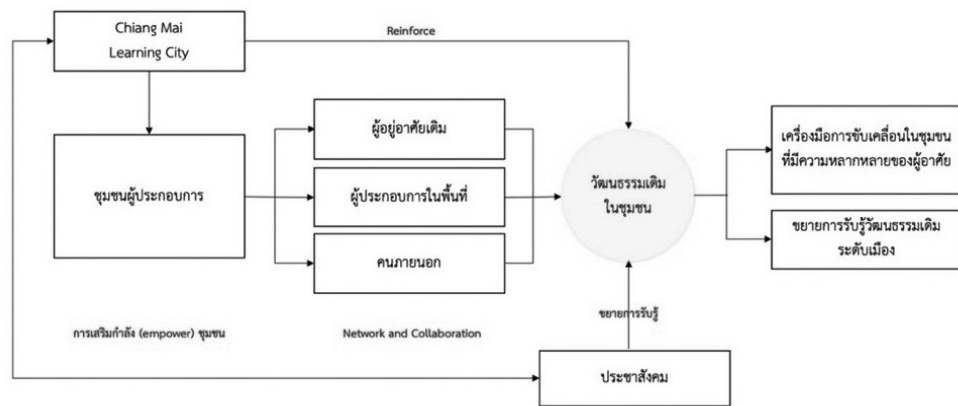 Chiang Mai
Learning City
Reinforce
ผู้อยู่อาศัยเดิม
เครื่องมือการขับเคลื่อนในชุมชน
ที่มีความหลากหลายของผู้อาศัย
ชุมชนผู้ประกอบการ
ผู้ประกอบการในพื้นที่
วัฒนธรรมเดิม
ในชุมชน
ขยายการรับรู้วัฒนธรรมเดิม
ระดับเมือง
คนภายนอก
ขยายการรับรู้
การเสริมกำลัง (empower) ชุมชน
Network and Collaboration
ประชาสังคม